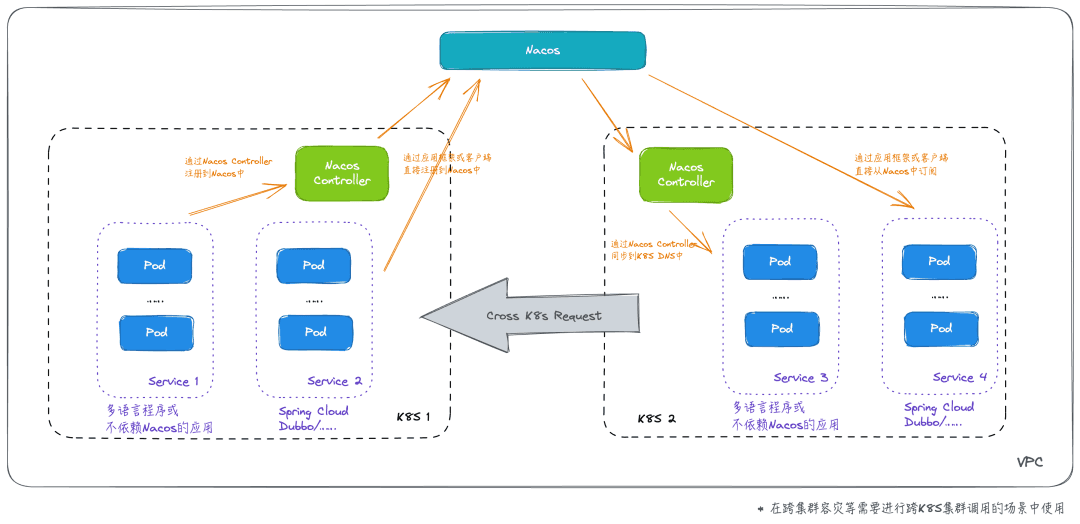 Nacos
通过Nacos Controller
注册到Nacos中
Nacos
Controller
通过应用框架或客户端
直接注册到Nacos中
Nacos
Controller
通过应用框架或客户端
直接从Nacos中订阅
通过Nacos Controller
同步到K8S DNS中
Pod
......
Pod
Service 1
Pod
......
Pod
Service 2
Cross K8s Request
Pod
......
Pod
Service 3
Pod
......
Pod
Service 4
多语言程序或
不依赖Nacos的应用
Spring Cloud
Dubbo/......
K8S 1
K8S 2
多语言程序或
不依赖Nacos的应用
Spring Cloud
Dubbo/......
VPC
* 在跨集群容灾等需要进行跨K8S集群调用的场景中使用